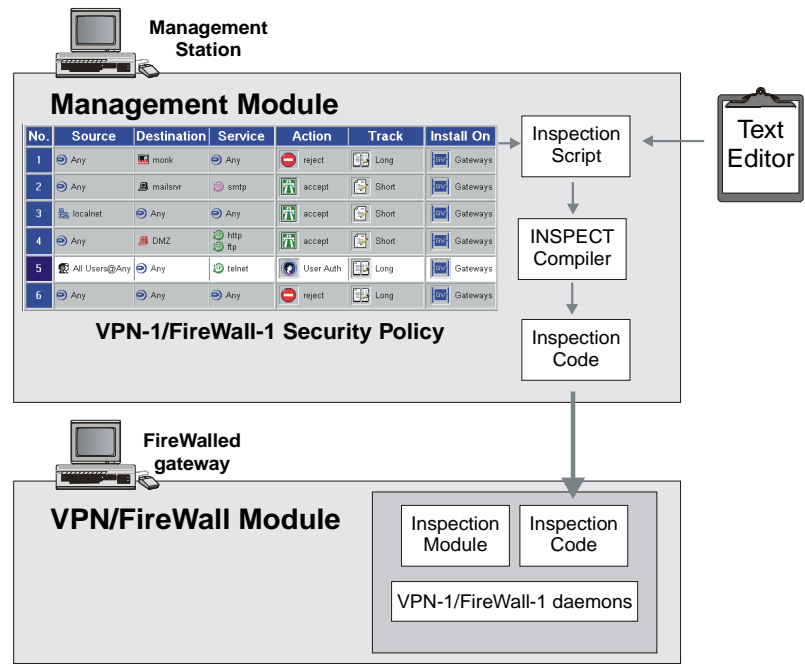 Management
Station
Management Module
No. Source Destination Service Action Track Install On
1 Any monk Any reject Long Gateways
2 Any mailsrvr smtp accept Short Gateways
3 localnet Any Any accept Short Gateways
4 Any DMZ http accept Short Gateways
ftp
5 All Users@Any Any telnet User Auth Long Gateways
6 Any Any Any reject Long Gateways
VPN-1/FireWall-1 Security Policy
Inspection
Script
INSPECT
Compiler
Inspection
Code
Text
Editor
FireWalled
gateway
VPN/FireWall Module
Inspection
Module
Inspection
Code
VPN-1/FireWall-1 daemons